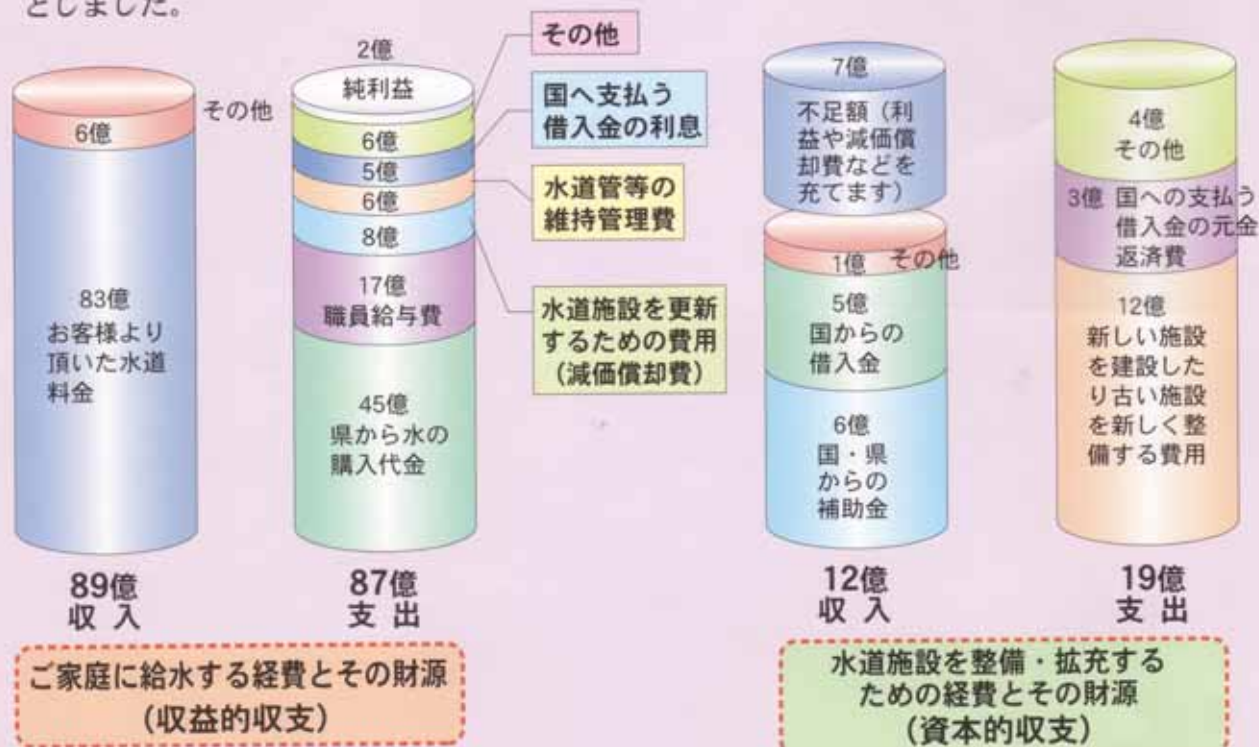 としました。
その他
6億
83億
お客様より
頂いた水道
料金
89億
収入
2億
純利益
6億
5億
6億
8億
17億
職員給与費
45億
県から水の
購入代金
87億
支出
その他
国へ支払う
借入金の利息
水道管等の
維持管理費
水道施設を更新
するための費用
(減価償却費)
ご家庭に給水する経費とその財源
(収益的収支)
7億
不足額(利
益や減価償
却費などを
充てます)
1億 その他
5億
国からの
借入金
6億
国・県
からの
補助金
12億
収入
4億
その他
3億 国への支払う
借入金の元金
返済費
12億
新しい施設
を建設した
り古い施設
を新しく整
備する費用
19億
支出
水道施設を整備・拡充する
ための経費とその財源
(資本的収支)